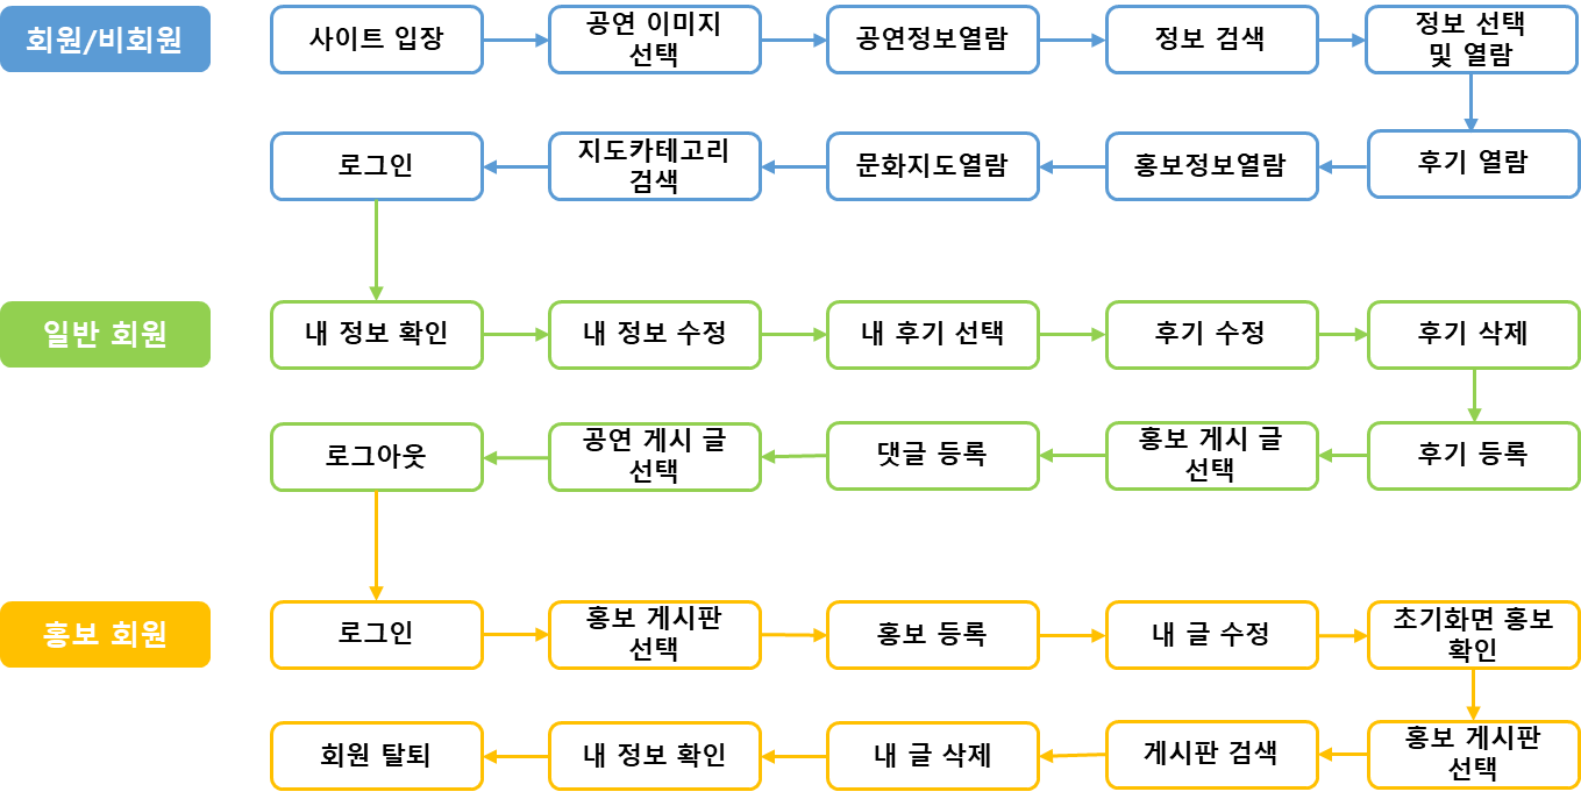 회원/비회원
사이트 입장
공연 이미지
선택
공연정보열람
정보 검색
정보 선택
및 열람
로그인
지도카테고리
검색
문화지도열람
홍보정보열람
후기 열람
일반 회원
내 정보 확인
내 정보 수정
내 후기 선택
후기 수정
후기 삭제
로그아웃
공연 게시 글
선택
댓글 등록
홍보 게시 글
선택
후기 등록
홍보 회원
로그인
홍보 게시판
선택
홍보 등록
내 글 수정
초기화면 홍보
확인
회원 탈퇴
내 정보 확인
내 글 삭제
게시판 검색
홍보 게시판
선택